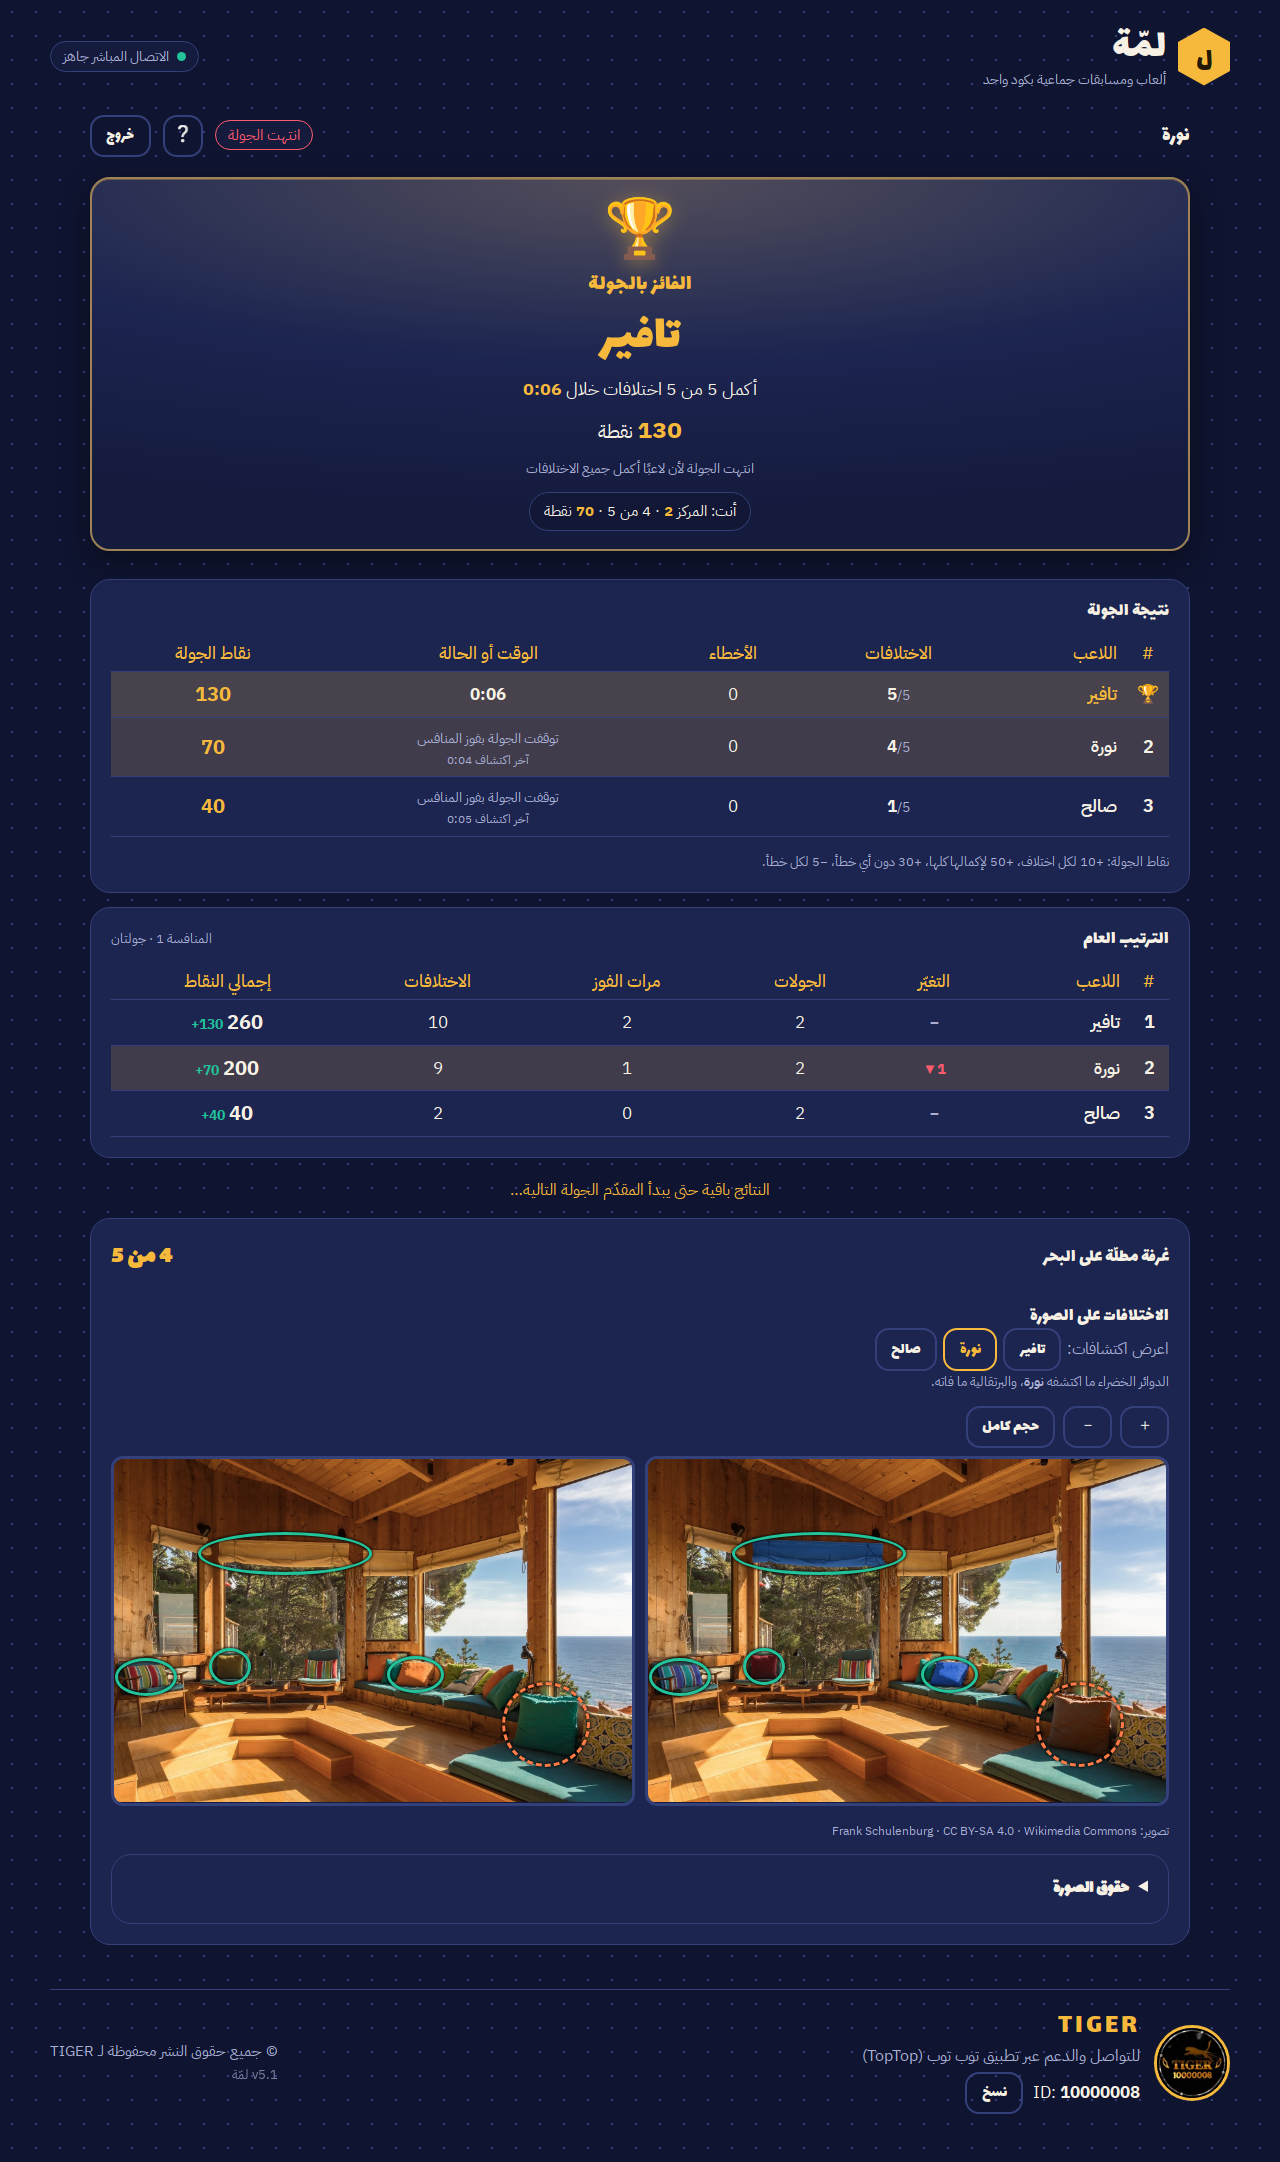 ل
لمّة
ألعاب ومسابقات جماعية بكود واحد
الاتصال المباشر جاهز
نورة
انتهت الجولة
?
خروج
الفائز بالجولة
تافير
أكمل 5 من 5 اختلافات خلال 0:06
130 نقطة
انتهت الجولة لأن لاعبًا أكمل جميع الاختلافات
أنت: المركز 2 · 4 من 5 · 70 نقطة
نتيجة الجولة
# اللاعب الاختلافات الأخطاء الوقت أو الحالة نقاط الجولة
تافير 5/5 0 0:06 130
2 نورة 4/5 0 توقفت الجولة بفوز المنافس 70
آخر اكتشاف 0:04
3 صالح 1/5 0 توقفت الجولة بفوز المنافس 40
آخر اكتشاف 0:05
نقاط الجولة: +10 لكل اختلاف، +50 لإكمالها كلها، +30 دون أي خطأ، −5 لكل خطأ.
الترتيب العام
المنافسة 1 · جولتان
# اللاعب التغيّر الجولات مرات الفوز الاختلافات إجمالي النقاط
1 تافير – 2 2 10 260 +130
2 نورة ▼1 2 1 9 200 +70
3 صالح – 2 0 2 40 +40
النتائج باقية حتى يبدأ المقدّم الجولة التالية...
غرفة مطلّة على البحر
4 من 5
الاختلافات على الصورة
اعرض اكتشافات: تافير نورة صالح
الدوائر الخضراء ما اكتشفه نورة، والبرتقالية ما فاته.
+ − حجم كامل
تصوير: Frank Schulenburg · CC BY-SA 4.0 · Wikimedia Commons
حقوق الصورة
TIGER
10000008
TIGER
للتواصل والدعم عبر تطبيق توب توب (TopTop)
ID: 10000008 نسخ
© جميع حقوق النشر محفوظة لـ TIGER
لمّة v5.1